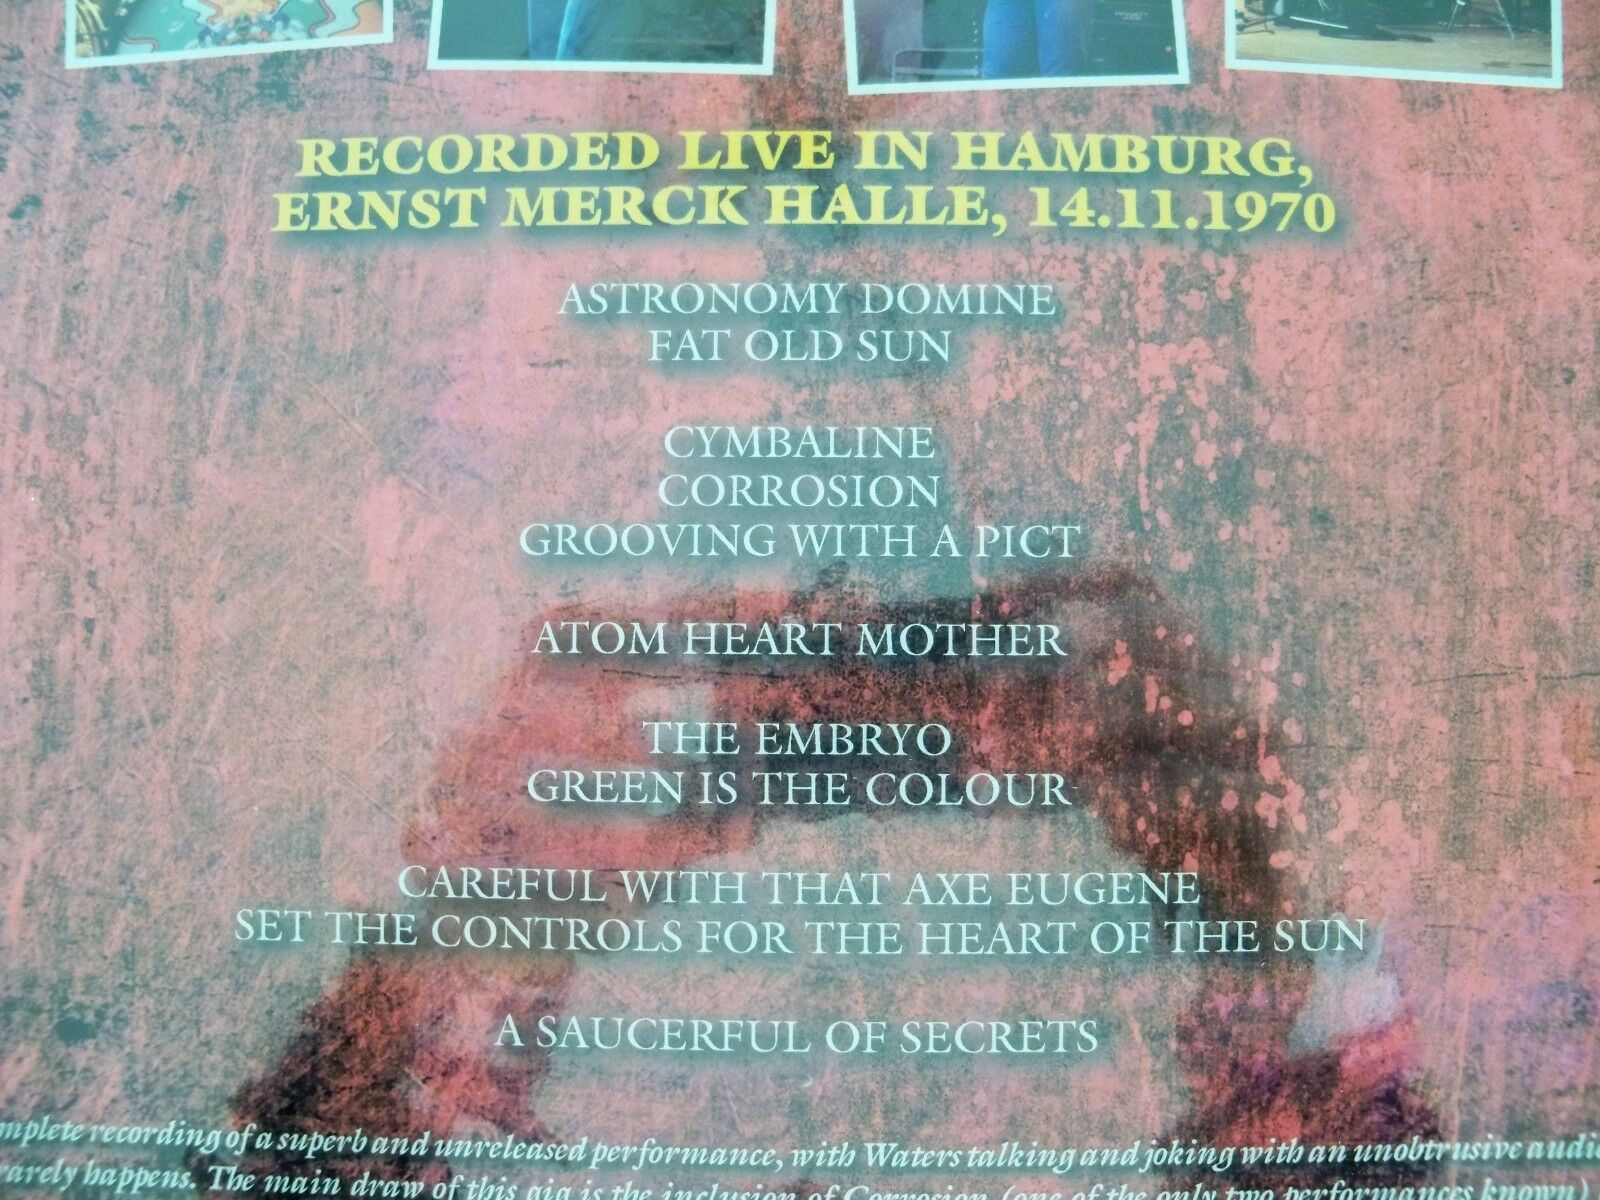 RECORDED LIVE IN HAMBURG,
ERNST MERCK HALLE, 14.11.1970
ASTRONOMY DOMINE
FAT OLD SUN
CYMBALINE
CORROSION
GROOVING WITH A PICT
ATOM HEART MOTHER
THE EMBRYO
GREEN IS THE COLOUR
CAREFUL WITH THAT AXE EUGENE
SET THE CONTROLS FOR THE HEART OF THE SUN
A SAUCERFUL OF SECRETS
mplete recording of a superb and unreleased performance, with Waters talking and joking with an unobtrusive audie
rarely happens. The main draw of this gig is the inclusion of Corrosion (one of the only two performances known)